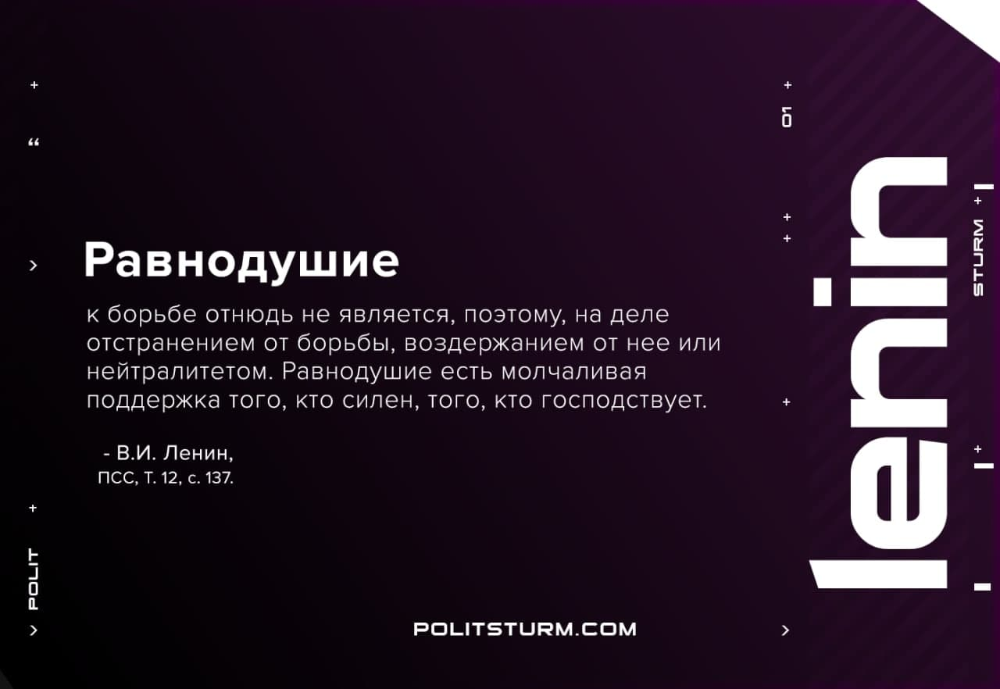 “
01
Равнодушие
к борьбе отнюдь не является, поэтому, на деле
отстранением от борьбы, воздержанием от нее или
нейтралитетом. Равнодушие есть молчаливая
поддержка того, кто силен, того, кто господствует.
- В.И. Ленин,
ПСС, Т. 12, с. 137.
lenin
POLIT
STURM
POLITSTURM.COM